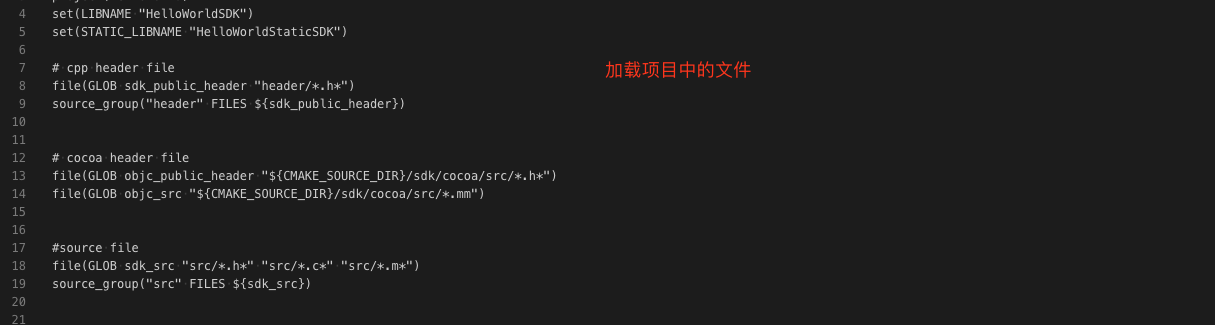 4 set(LIBNAME "HelloWorldSDK")
5 set(STATIC_LIBNAME "HelloWorldStaticSDK")
6
7 # cpp header file
加载项目中的文件
8 file(GLOB sdk_public_header "header/*.h*")
9 source_group("header" FILES ${sdk_public_header})
10
11
12 # cocoa header file
13 file(GLOB objc_public_header "${CMAKE_SOURCE_DIR}/sdk/cocoa/src/*.h*")
14 file(GLOB objc_src "${CMAKE_SOURCE_DIR}/sdk/cocoa/src/*.mm")
15
16
17 #source file
18 file(GLOB sdk_src "src/*.h*" "src/*.c*" "src/*.m*")
19 source_group("src" FILES ${sdk_src})
20
21